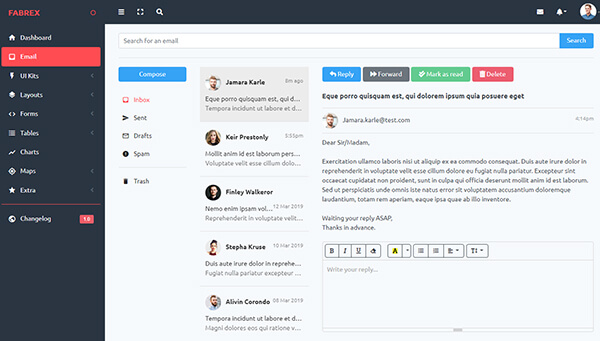 FABREX
Dashboard
Email
UI Kits
Layouts
Forms
Tables
Charts
Maps
Extra
Changelog
1.0
Search for an email
Search
Compose
Inbox
Sent
Drafts
Spam
Trash
Jamara Karle
8m ago
Eque porro quisquam est, qui d...
Tempora incidunt ut labore et d...
Keir Prestonly
5:55pm
Mollit anim id est laborum pers...
Voluptate velit esse cillum dolo...
Finley Walkeror
Nemo enim ipsam vol...
12 Mar 2019
Reprehenderit in voluptate velit...
Stepha Kruse
10 Mar 2019
Duis aute irure dolor in reprehe...
Fugiat nulla pariatur excepteur ...
Alivin Corondo
08 Mar 2019
Tempora incidunt ut labore et d...
Magni dolores eos qui ratione v...
Reply
Forward
Mark as read
Delete
Eque porro quisquam est, qui dolorem ipsum quia posuere eget
Jamara.karle@test.com
4:14pm
Dear Sir/Madam,
Exercitation ullamco laboris nisi ut aliquip ex ea commodo consequat. Duis aute irure dolor in
reprehenderit in voluptate velit esse cillum dolore eu fugiat nulla pariatur. Excepteur sint
occaecat cupidatat non proident, sunt in culpa qui officia deserunt mollit anim id est laborum.
Sed ut perspiciatis unde omnis iste natus error sit voluptatem accusantium doloremque
laudantium, totam rem aperiam, eaque ipsa quae ab illo inventore.
Waiting your reply ASAP,
Thanks in advance.
B I U A
Write your reply...